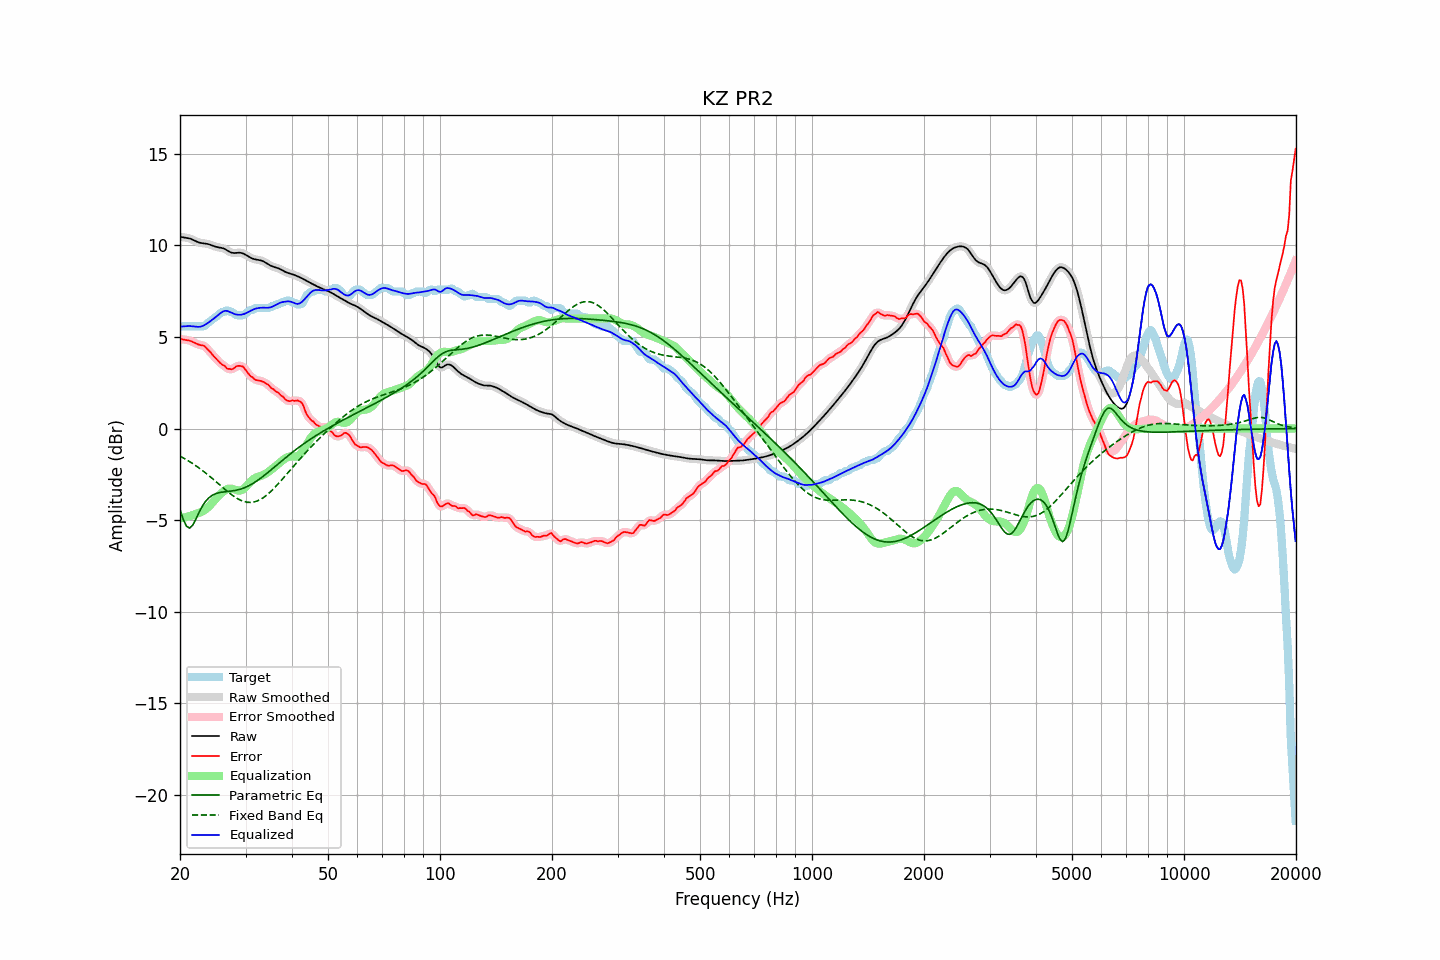 KZ PR2
Amplitude (dBr)
15
10
5
0
−5
−10
−15
−20
Target
Raw Smoothed
Error Smoothed
Raw
Error
Equalization
Parametric Eq
Fixed Band Eq
Equalized
20 50 100 200 500 1000 2000 5000 10000 20000
Frequency (Hz)